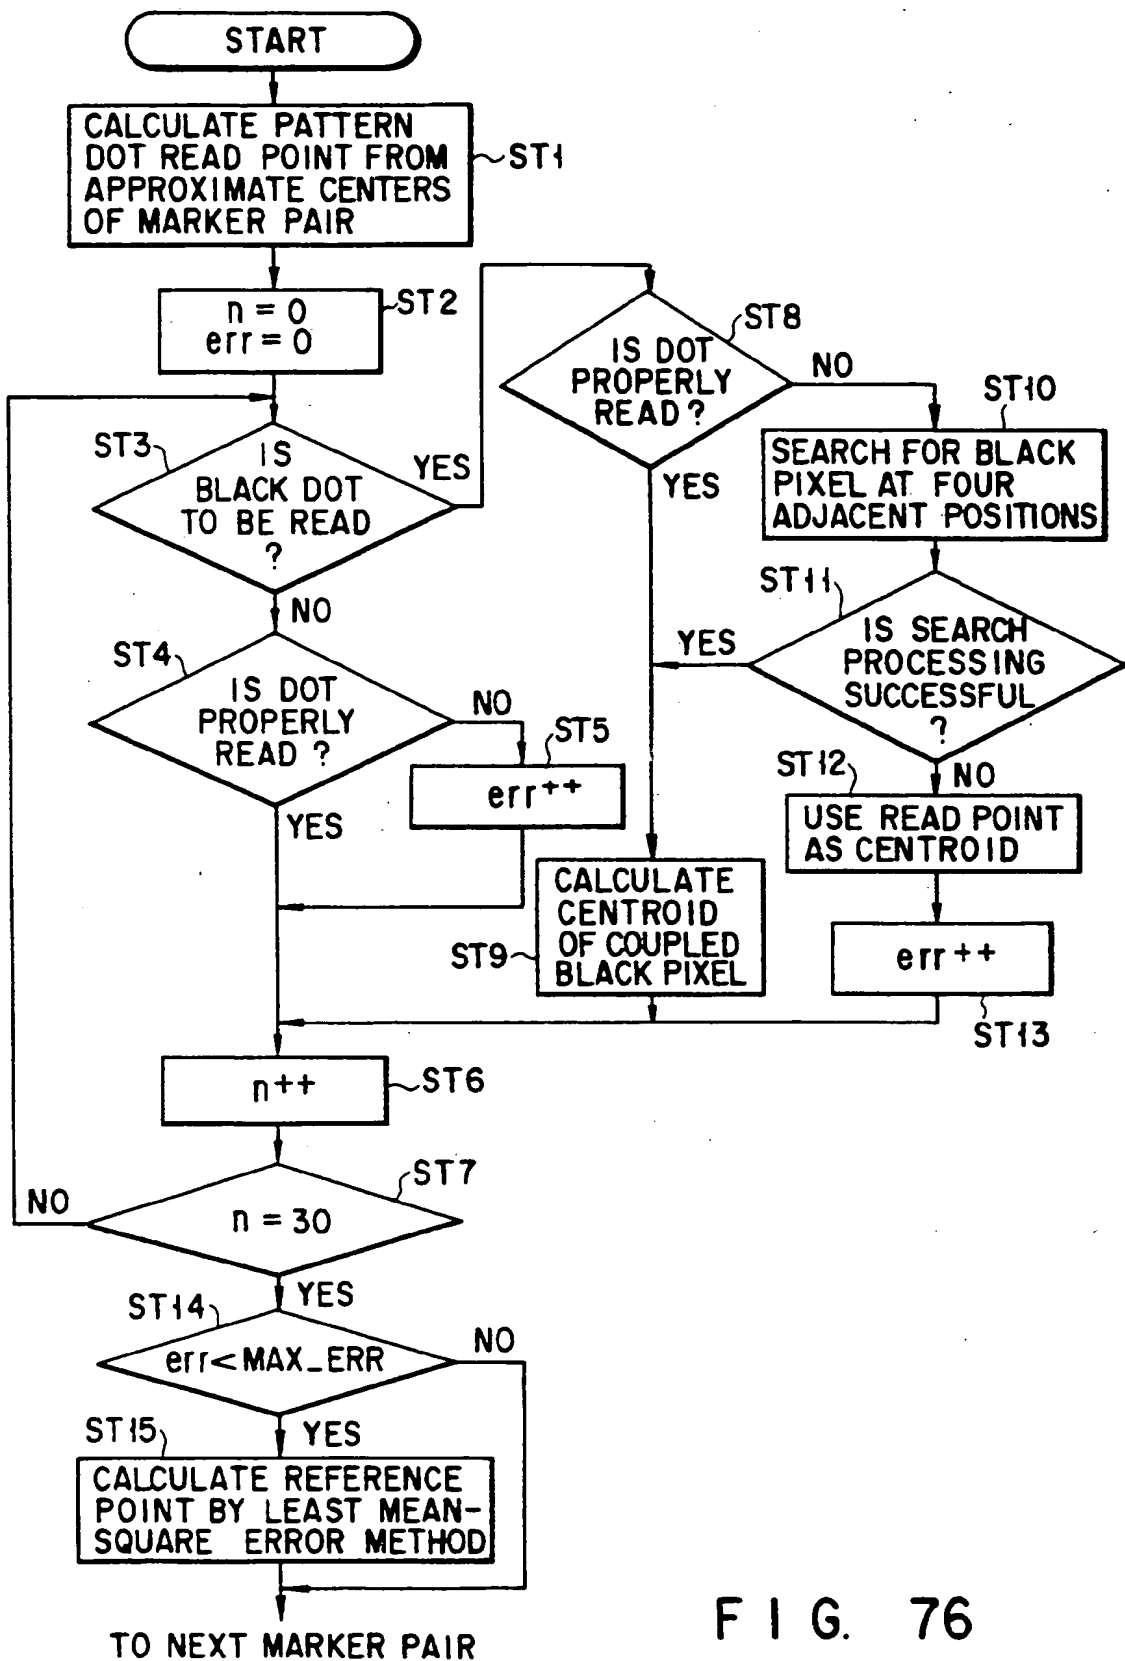 START
CALCULATE PATTERN
DOT READ POINT FROM
APPROXIMATE CENTERS
OF MARKER PAIR
ST1
n = 0
err = 0
ST2
ST3
IS
BLACK DOT
TO BE READ
?
YES
NO
ST4
IS DOT
PROPERLY
READ ?
NO
YES
ST5
err++
ST8
IS DOT
PROPERLY
READ ?
NO
YES
ST10
SEARCH FOR BLACK
PIXEL AT FOUR
ADJACENT POSITIONS
ST11
IS SEARCH
PROCESSING
SUCCESSFUL
?
YES
NO
ST12
USE READ POINT
AS CENTROID
err++
ST13
CALCULATE
CENTROID
OF COUPLED
BLACK PIXEL
ST9
n++
ST6
ST7
n = 30
NO
YES
ST14
err<MAX_ERR
NO
YES
ST15
CALCULATE REFERENCE
POINT BY LEAST MEAN-
SQUARE ERROR METHOD
TO NEXT MARKER PAIR
FIG. 76